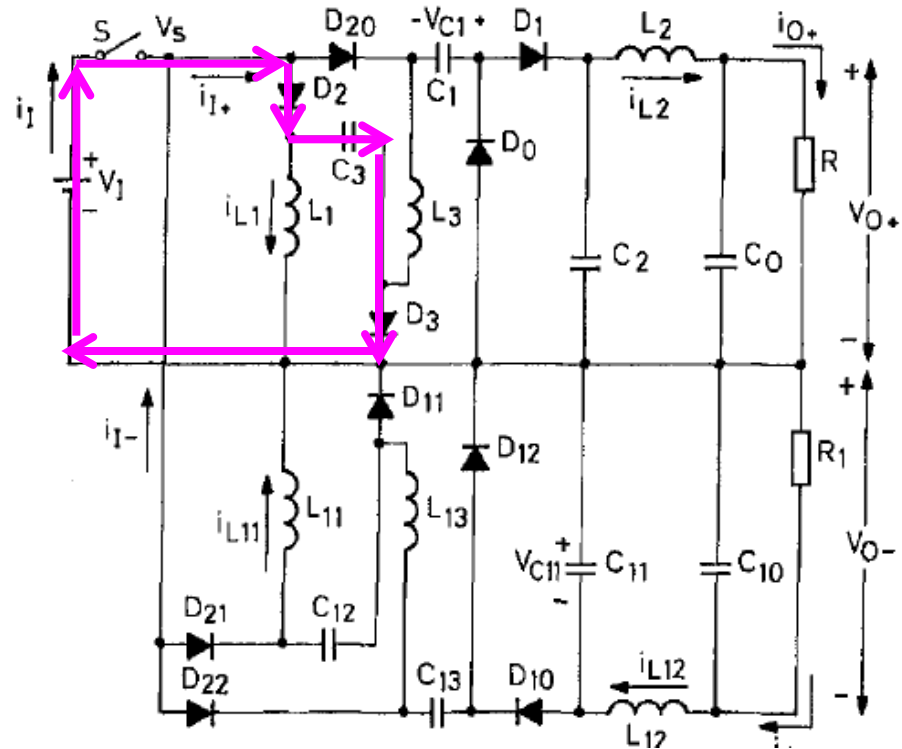 S
Vs
D20
-VC1+
D1
L2
iO+
iI
iI+
D2
C1
iL2
+
+
VI
-
C3
D0
R
iL1
L1
L3
VO+
C2
CO
D3
-
+
D11
iI-
D12
R1
iL11
L11
L13
VC11
+
-
C11
C10
VO-
D21
C12
D22
C13
D10
iL12
-
L12